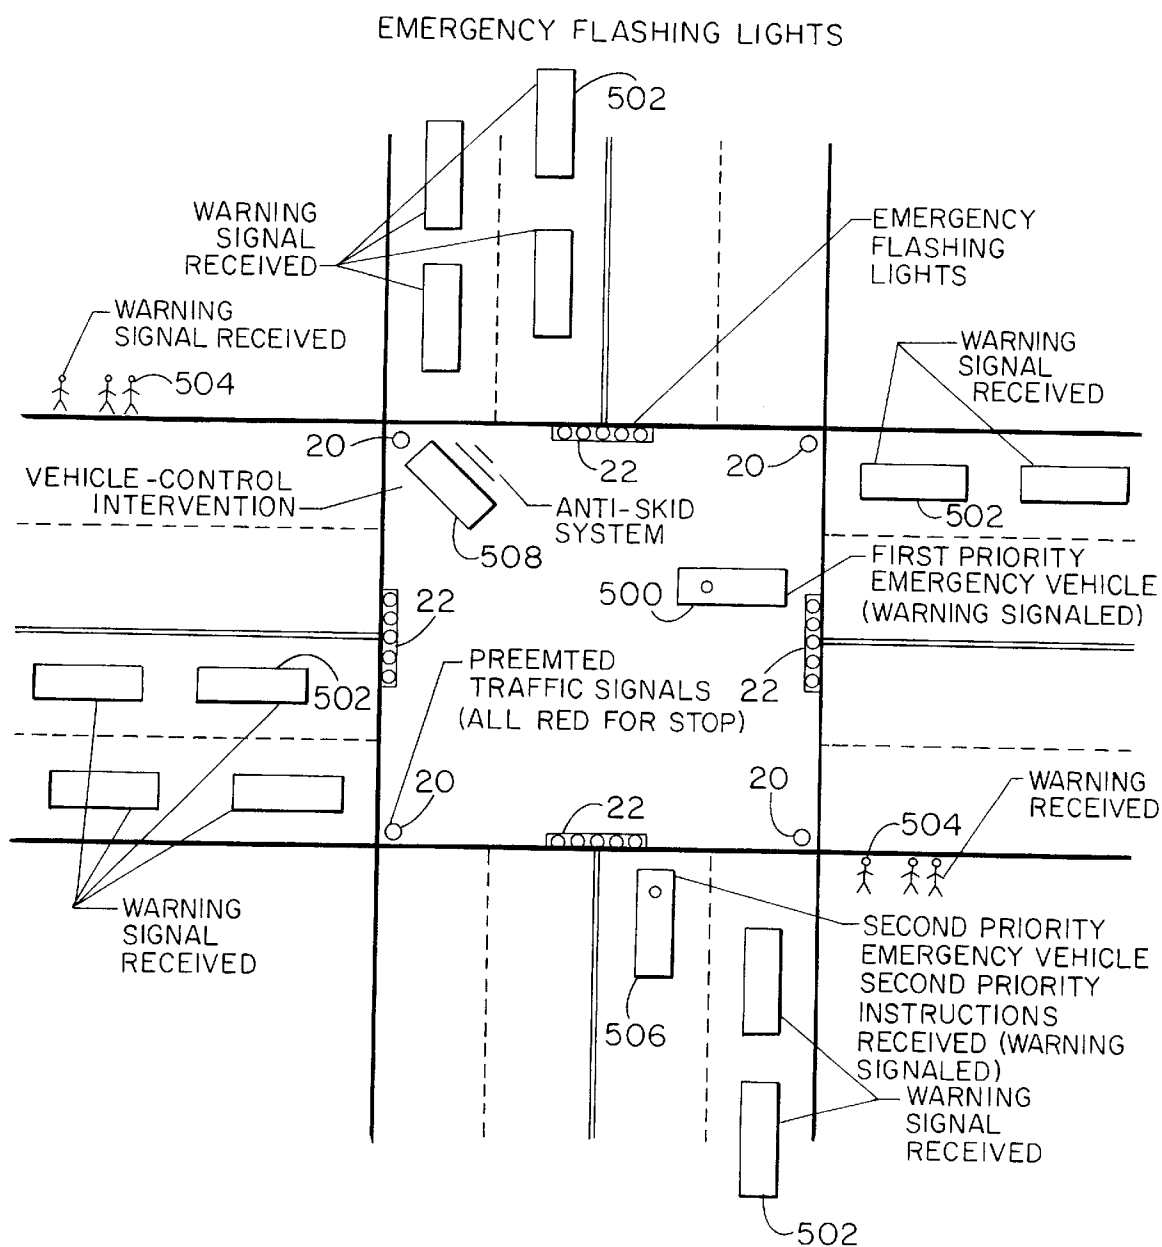 EMERGENCY FLASHING LIGHTS
502
WARNING
SIGNAL
RECEIVED
EMERGENCY
FLASHING
LIGHTS
WARNING
SIGNAL RECEIVED
504
WARNING
SIGNAL
RECEIVED
20
22
20
VEHICLE-CONTROL
INTERVENTION
ANTI-SKID
SYSTEM
508
502
FIRST PRIORITY
EMERGENCY VEHICLE
(WARNING SIGNALED)
500
22
502
PREEMTED
TRAFFIC SIGNALS
(ALL RED FOR STOP)
22
20
22
20
WARNING
RECEIVED
504
WARNING
SIGNAL
RECEIVED
506
SECOND PRIORITY
EMERGENCY VEHICLE
SECOND PRIORITY
INSTRUCTIONS
RECEIVED (WARNING
SIGNALED)
WARNING
SIGNAL
RECEIVED
502